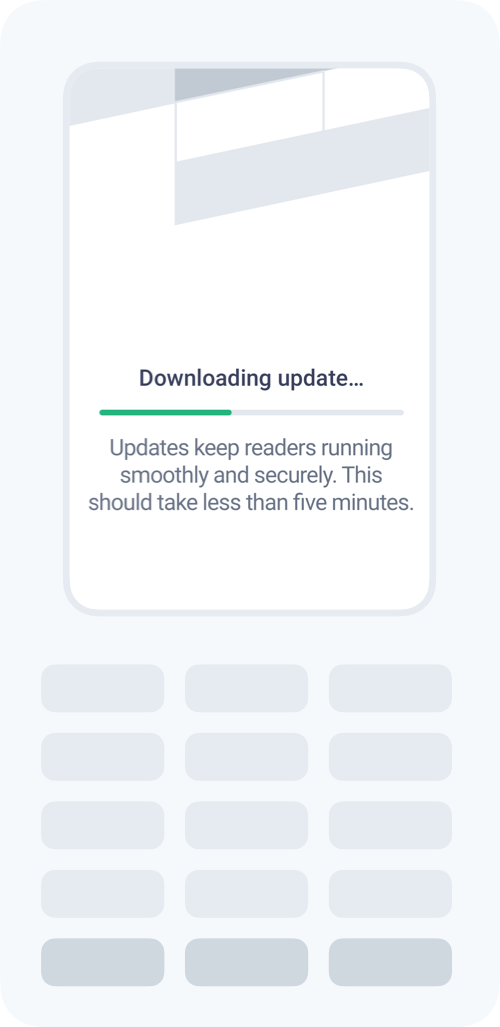 Downloading update…
Updates keep readers running
smoothly and securely. This
should take less than five minutes.